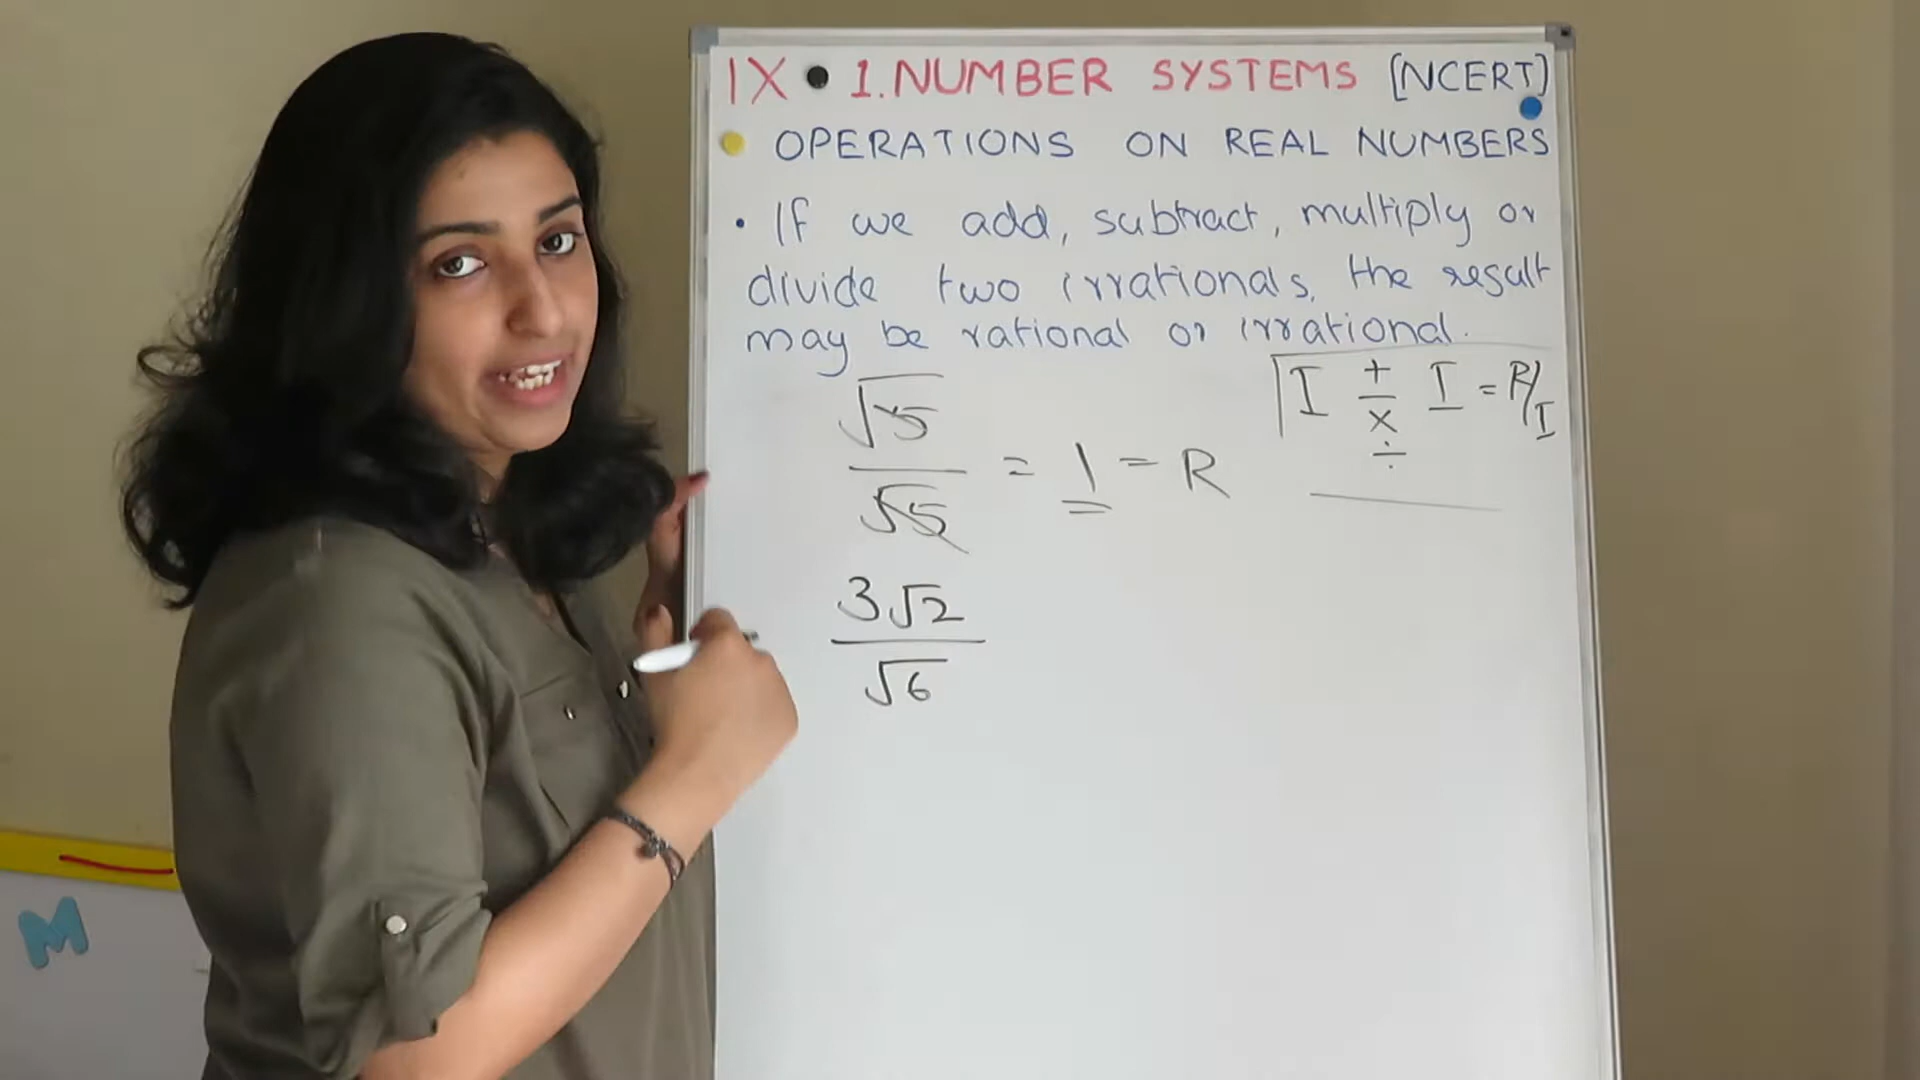 IX • 1. NUMBER SYSTEMS [NCERT]
OPERATIONS ON REAL NUMBERS
• If we add, subtract, multiply or
divide two irrationals, the result
may be rational or irrational.
I + I = R/I
— 
×
÷
√5
= 1 = R
√5
3√2
√6
M